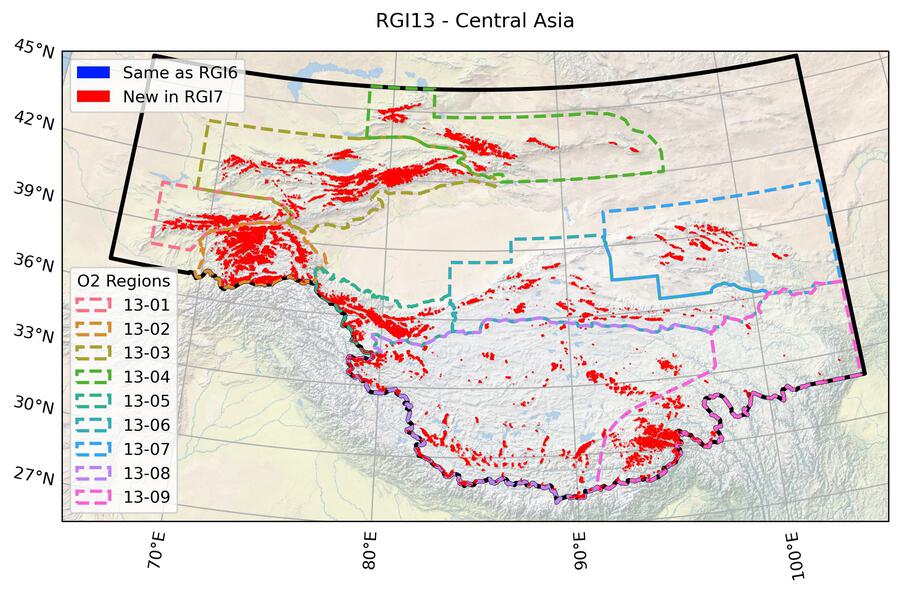 RGI13 - Central Asia
45°N
42°N
39°N
36°N
33°N
30°N
27°N
Same as RGI6
New in RGI7
O2 Regions
13-01
13-02
13-03
13-04
13-05
13-06
13-07
13-08
13-09
70°E
80°E
90°E
100°E